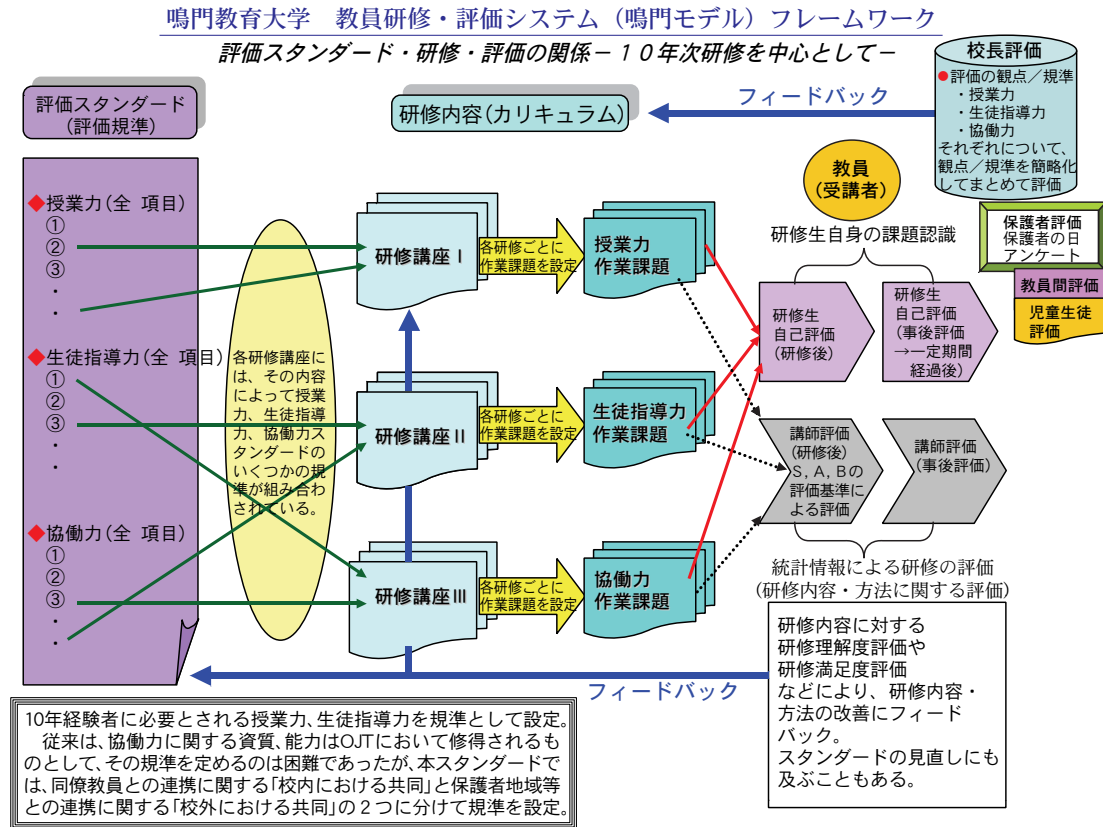 鳴門教育大学 教員研修・評価システム（鳴門モデル）フレームワーク
評価スタンダード・研修・評価の関係－１０年次研修を中心として－
評価スタンダード
(評価規準)
研修内容(カリキュラム)
フィードバック
校長評価
●評価の観点／規準
・授業力
・生徒指導力
・協働力
それぞれについて、
観点／規準を簡略化
してまとめて評価
教員
(受講者)
研修生自身の課題認識
保護者評価
保護者の日
アンケート
教員間評価
児童生徒
評価
◆授業力(全 項目)
①
②
③
・
・
◆生徒指導力(全 項目)
①
②
③
・
・
◆協働力(全 項目)
①
②
③
・
・
各研修講座に
は、その内容
によって授業
力、生徒指導
力、協働力ス
タンダードの
いくつかの規
準が組み合わ
されている。
研修講座Ⅰ
各研修ごとに
作業課題を設定
授業力
作業課題
研修講座Ⅱ
各研修ごとに
作業課題を設定
生徒指導力
作業課題
研修講座Ⅲ
各研修ごとに
作業課題を設定
協働力
作業課題
研修生
自己評価
(研修後)
研修生
自己評価
(事後評価
→一定期間
経過後)
講師評価
(研修後)
S，A，Bの
評価基準に
よる評価
講師評価
(事後評価)
統計情報による研修の評価
(研修内容・方法に関する評価)
研修内容に対する
研修理解度評価や
研修満足度評価
などにより、研修内容・
方法の改善にフィード
バック。
スタンダードの見直しにも
及ぶこともある。
フィードバック
10年経験者に必要とされる授業力、生徒指導力を規準として設定。
従来は、協働力に関する資質、能力はOJTにおいて修得されるも
のとして、その規準を定めるのは困難であったが、本スタンダードで
は、同僚教員との連携に関する「校内における共同」と保護者地域等
との連携に関する「校外における共同」の２つに分けて規準を設定。